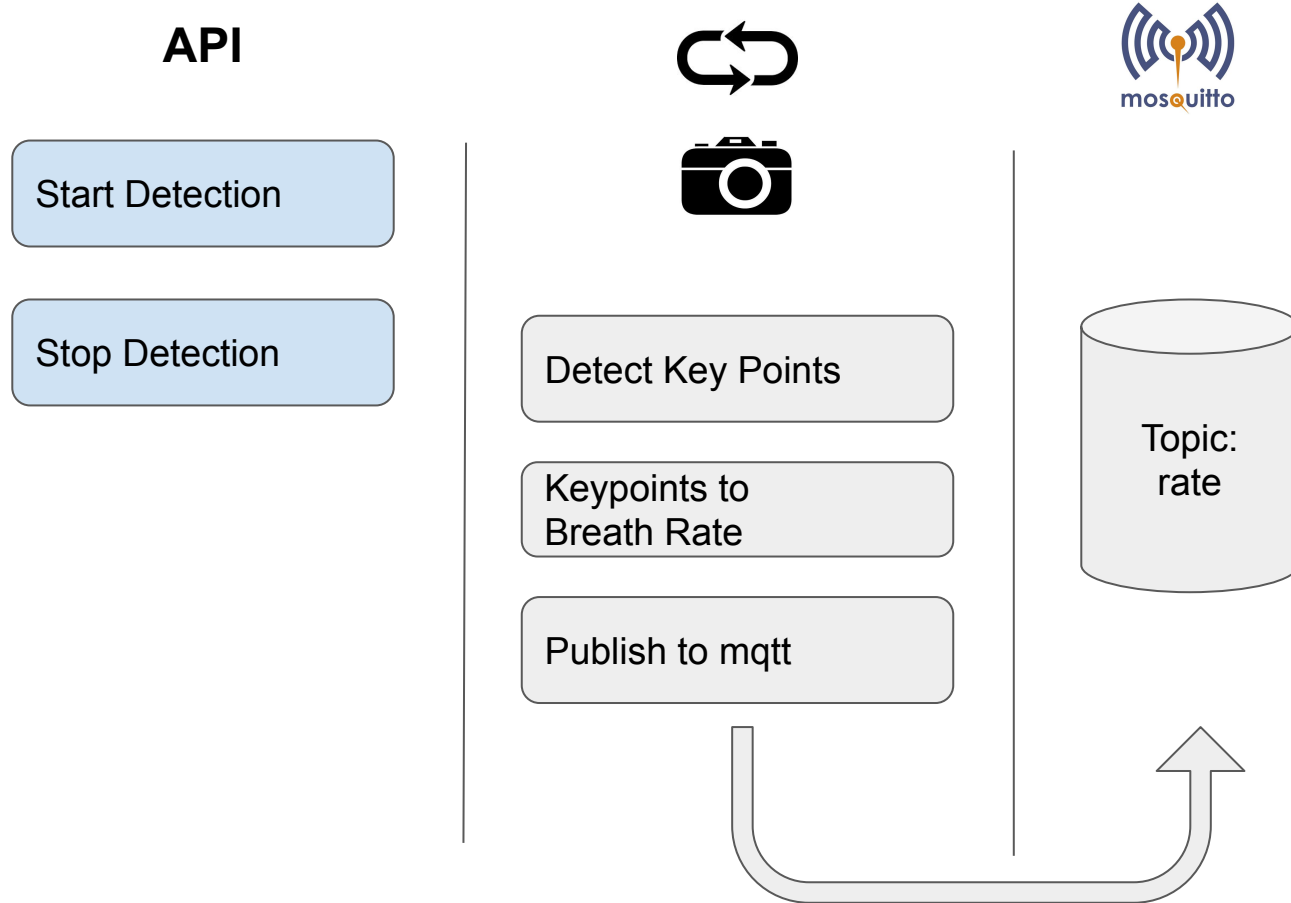 API
mosquitto
Start Detection
Stop Detection
Detect Key Points
Keypoints to
Breath Rate
Publish to mqtt
Topic:
rate